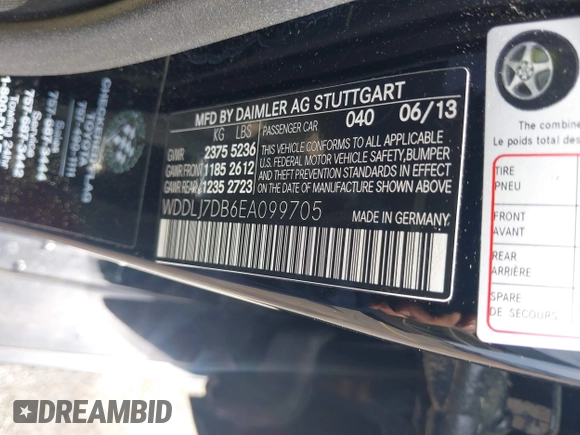 MFD BY DAIMLER AG STUTTGART
KG LBS PASSENGER CAR 040 06/13
GVWR 2375 5236
GAWR FRONT 1185 2612
GAWR REAR 1235 2723
THIS VEHICLE CONFORMS TO ALL APPLICABLE
U.S. FEDERAL MOTOR VEHICLE SAFETY, BUMPER
AND THEFT PREVENTION STANDARDS IN EFFECT
ON THE DATE OF MANUFACTURE SHOWN ABOVE.
WDDLJ7DB6EA099705 MADE IN GERMANY
The combine
Le poids total des
TIRE
PNEU
FRONT
AVANT
REAR
ARRIÈRE
SPARE
DE SECOURS
Sales
Service
DREAMBID